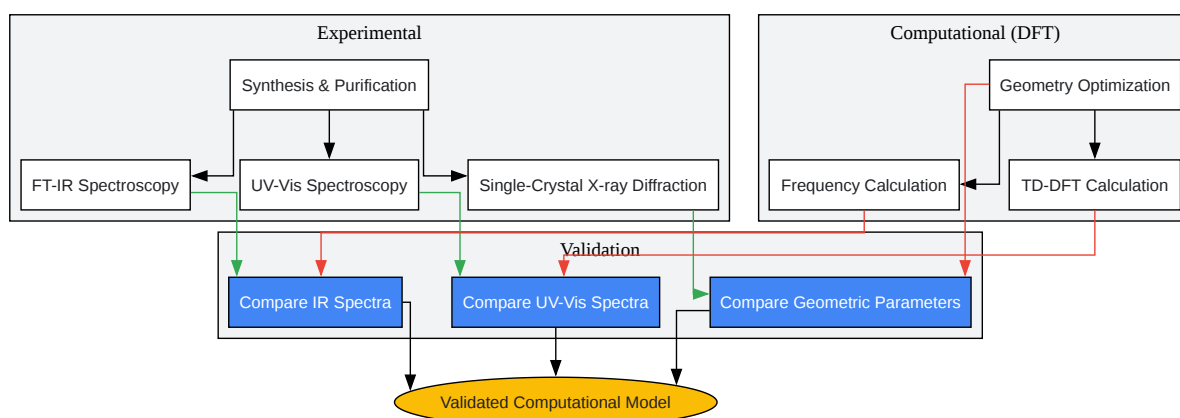 Experimental
Computational (DFT)
Synthesis & Purification
Geometry Optimization
FT-IR Spectroscopy
UV-Vis Spectroscopy
Single-Crystal X-ray Diffraction
Frequency Calculation
TD-DFT Calculation
Validation
Compare IR Spectra
Compare UV-Vis Spectra
Compare Geometric Parameters
Validated Computational Model